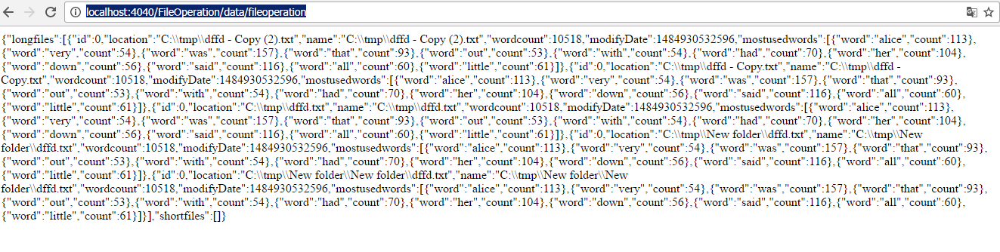 localhost:4040/FileOperation/data/fileoperation
{"longfiles":[{"id":0,"location":"C:\\tmp\\dffd - Copy (2).txt","name":"C:\\tmp\\dffd - Copy (2).txt","wordcount":10518,"modifyDate":1484930532596,"mostusedwords":[{"word":"alice","count":113},
{"word":"very","count":54},{"word":"was","count":157},{"word":"that","count":93},{"word":"out","count":53},{"word":"with","count":54},{"word":"had","count":70},{"word":"her","count":104},
{"word":"down","count":56},{"word":"said","count":116},{"word":"all","count":60},{"word":"little","count":61}]},{"id":0,"location":"C:\\tmp\\dffd - Copy.txt","name":"C:\\tmp\\dffd -
Copy.txt","wordcount":10518,"modifyDate":1484930532596,"mostusedwords":[{"word":"alice","count":113},{"word":"very","count":54},{"word":"was","count":157},{"word":"that","count":93},
{"word":"out","count":53},{"word":"with","count":54},{"word":"had","count":70},{"word":"her","count":104},{"word":"down","count":56},{"word":"said","count":116},{"word":"all","count":60},
{"word":"little","count":61}]},{"id":0,"location":"C:\\tmp\\dffd.txt","name":"C:\\tmp\\dffd.txt","wordcount":10518,"modifyDate":1484930532596,"mostusedwords":[{"word":"alice","count":113},
{"word":"very","count":54},{"word":"was","count":157},{"word":"that","count":93},{"word":"out","count":53},{"word":"with","count":54},{"word":"had","count":70},{"word":"her","count":104},
{"word":"down","count":56},{"word":"said","count":116},{"word":"all","count":60},{"word":"little","count":61}]},{"id":0,"location":"C:\\tmp\\New folder\\dffd.txt","name":"C:\\tmp\\New
folder\\dffd.txt","wordcount":10518,"modifyDate":1484930532596,"mostusedwords":[{"word":"alice","count":113},{"word":"very","count":54},{"word":"was","count":157},{"word":"that","count":93},
{"word":"out","count":53},{"word":"with","count":54},{"word":"had","count":70},{"word":"her","count":104},{"word":"down","count":56},{"word":"said","count":116},{"word":"all","count":60},
{"word":"little","count":61}]},{"id":0,"location":"C:\\tmp\\New folder\\New folder\\dffd.txt","name":"C:\\tmp\\New folder\\New
folder\\dffd.txt","wordcount":10518,"modifyDate":1484930532596,"mostusedwords":[{"word":"alice","count":113},{"word":"very","count":54},{"word":"was","count":157},{"word":"that","count":93},
{"word":"out","count":53},{"word":"with","count":54},{"word":"had","count":70},{"word":"her","count":104},{"word":"down","count":56},{"word":"said","count":116},{"word":"all","count":60},
{"word":"little","count":61}]}],"shortfiles":[]}